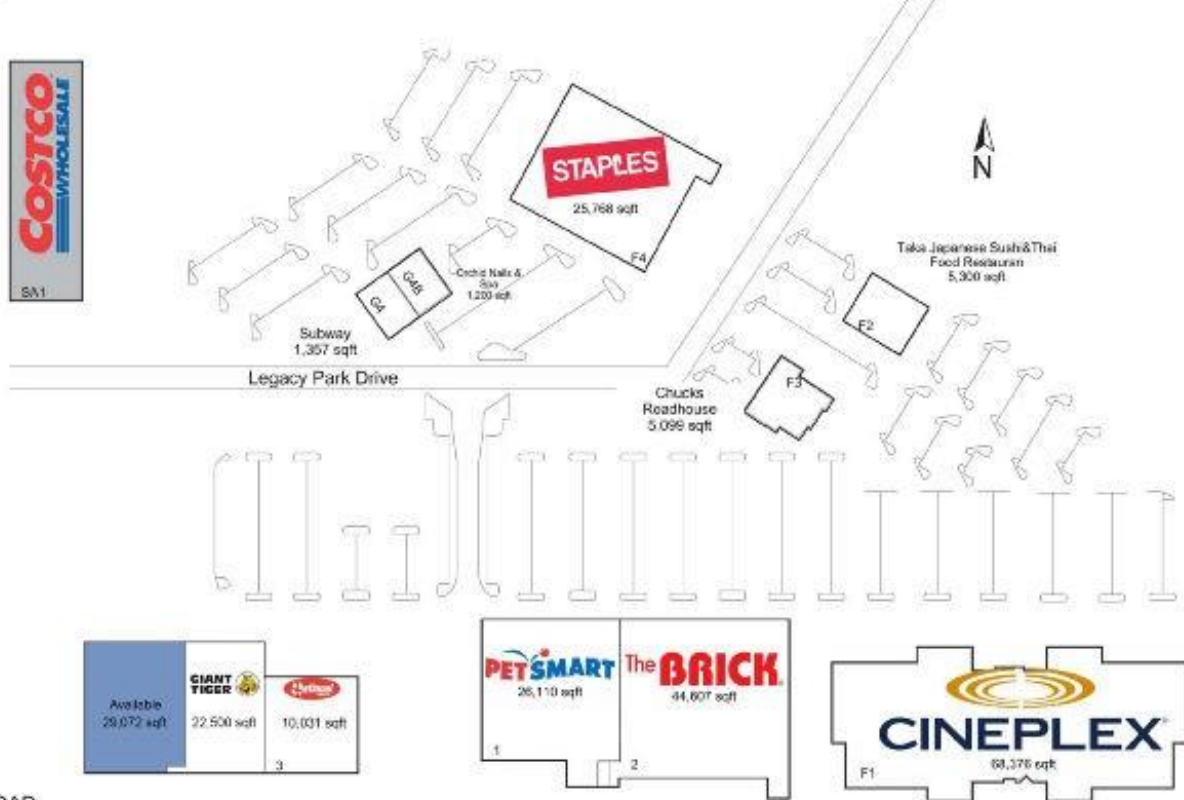 COSTCO
WHOLESALE
SA1
STAPLES
25,768 sqft
F4
N
Taka Japanese Sushi&Thai
Food Restauran
5,300 sqft
F2
G4B
G4
Orchid Nails &
Spa
1,200 sqft
Subway
1,357 sqft
Legacy Park Drive
Chucks
Roadhouse
5,099 sqft
F3
Available
29,072 sqft
GIANT
TIGER
22,500 sqft
10,031 sqft
3
PETSMART
26,110 sqft
1
The BRICK
44,607 sqft
2
CINEPLEX
68,376 sqft
F1